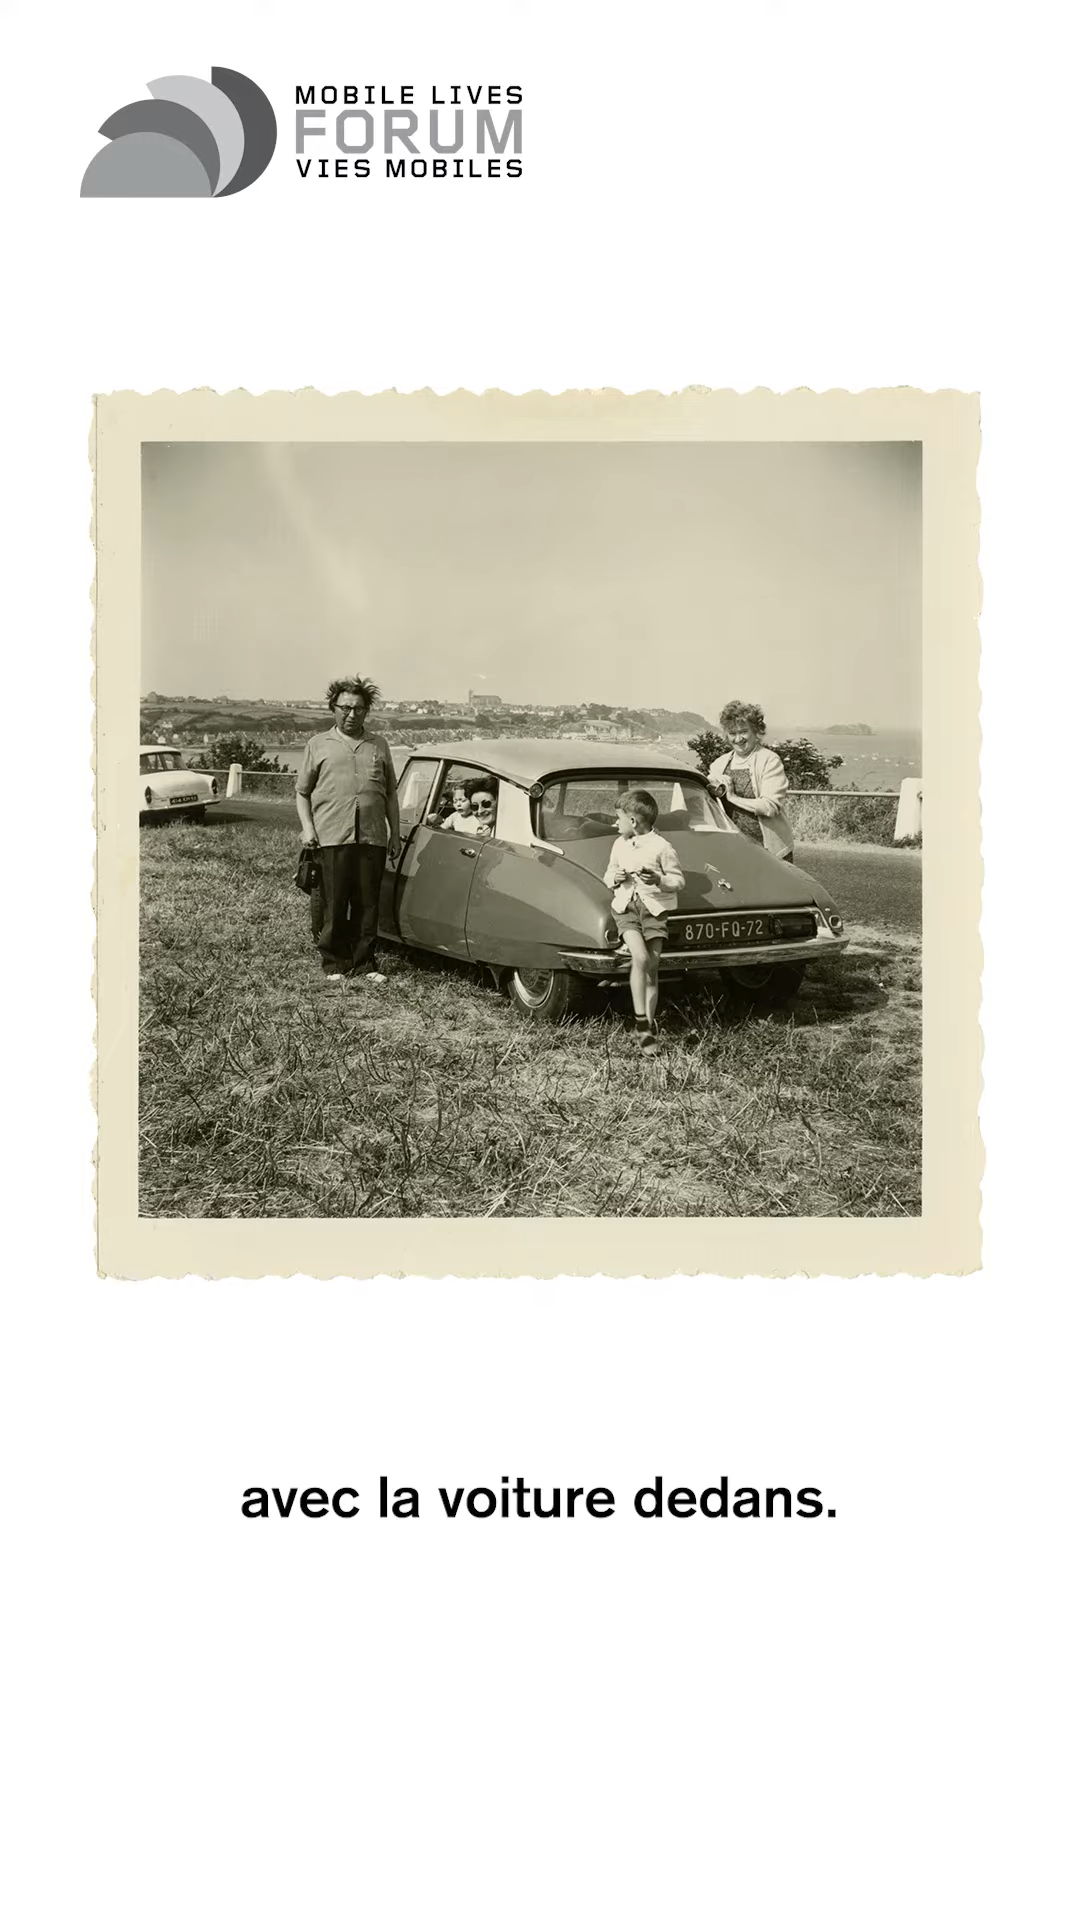 MOBILE LIVES
FORUM
VIES MOBILES
870-FQ-72
avec la voiture dedans.